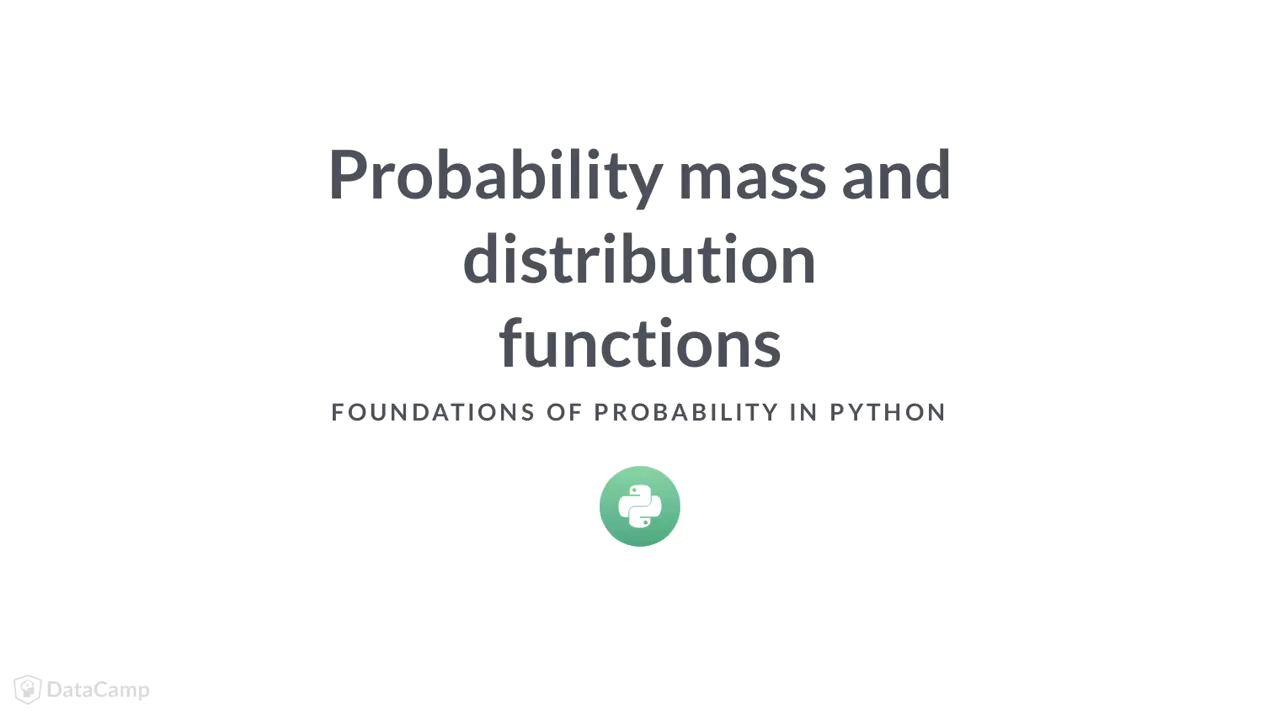 Probability mass and
distribution
functions
FOUNDATIONS OF PROBABILITY IN PYTHON
DataCamp